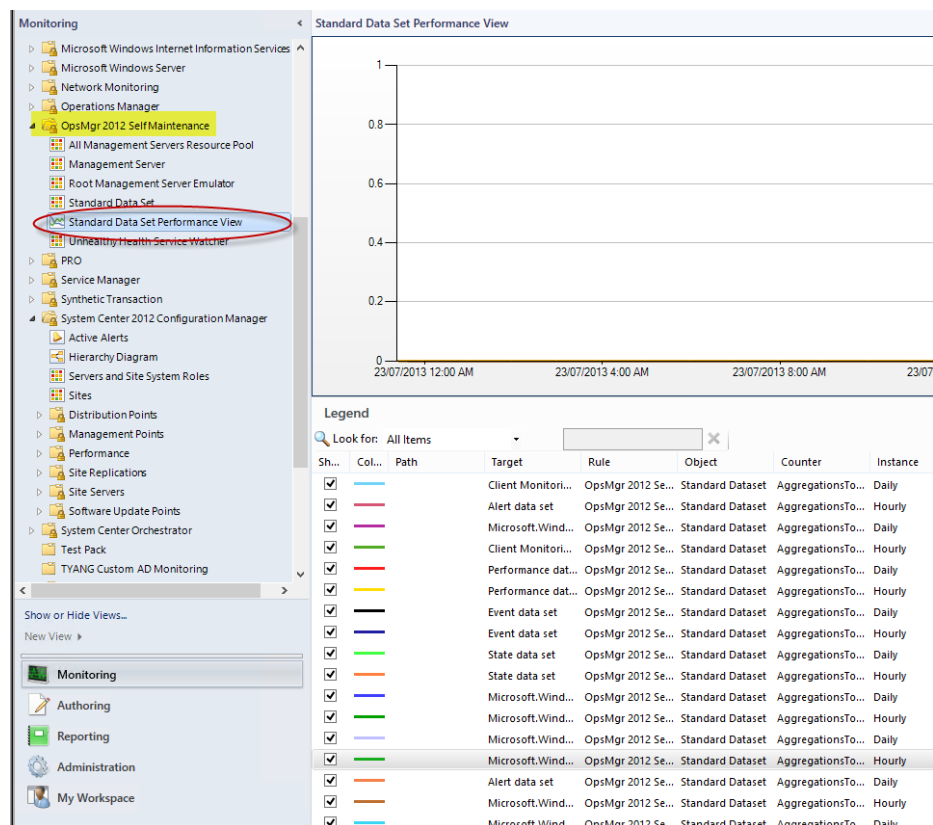 Monitoring
Microsoft Windows Internet Information Services
Microsoft Windows Server
Network Monitoring
Operations Manager
OpsMgr 2012 Self Maintenance
All Management Servers Resource Pool
Management Server
Root Management Server Emulator
Standard Data Set
Standard Data Set Performance View
Unhealthy Health Service Watcher
PRO
Service Manager
Synthetic Transaction
System Center 2012 Configuration Manager
Active Alerts
Hierarchy Diagram
Servers and Site System Roles
Sites
Distribution Points
Management Points
Performance
Site Replications
Site Servers
Software Update Points
System Center Orchestrator
Test Pack
TYANG Custom AD Monitoring
Show or Hide Views...
New View
Monitoring
Authoring
Reporting
Administration
My Workspace
Standard Data Set Performance View
1
0.8
0.6
0.4
0.2
0
23/07/2013 12:00 AM 23/07/2013 4:00 AM 23/07/2013 8:00 AM 23/07
Legend
Look for: All Items
Sh... Col... Path Target Rule Object Counter Instance
Client Monitori... OpsMgr 2012 Se... Standard Dataset AggregationsTo... Daily
Alert data set OpsMgr 2012 Se... Standard Dataset AggregationsTo... Hourly
Microsoft.Wind... OpsMgr 2012 Se... Standard Dataset AggregationsTo... Daily
Client Monitori... OpsMgr 2012 Se... Standard Dataset AggregationsTo... Hourly
Performance dat... OpsMgr 2012 Se... Standard Dataset AggregationsTo... Daily
Performance dat... OpsMgr 2012 Se... Standard Dataset AggregationsTo... Hourly
Event data set OpsMgr 2012 Se... Standard Dataset AggregationsTo... Daily
Event data set OpsMgr 2012 Se... Standard Dataset AggregationsTo... Hourly
State data set OpsMgr 2012 Se... Standard Dataset AggregationsTo... Daily
State data set OpsMgr 2012 Se... Standard Dataset AggregationsTo... Hourly
Microsoft.Wind... OpsMgr 2012 Se... Standard Dataset AggregationsTo... Daily
Microsoft.Wind... OpsMgr 2012 Se... Standard Dataset AggregationsTo... Hourly
Microsoft.Wind... OpsMgr 2012 Se... Standard Dataset AggregationsTo... Daily
Microsoft.Wind... OpsMgr 2012 Se... Standard Dataset AggregationsTo... Hourly
Alert data set OpsMgr 2012 Se... Standard Dataset AggregationsTo... Daily
Microsoft.Wind... OpsMgr 2012 Se... Standard Dataset AggregationsTo... Hourly
Microsoft.Wind... OpsMgr 2012 Se... Standard Dataset AggregationsTo... Daily